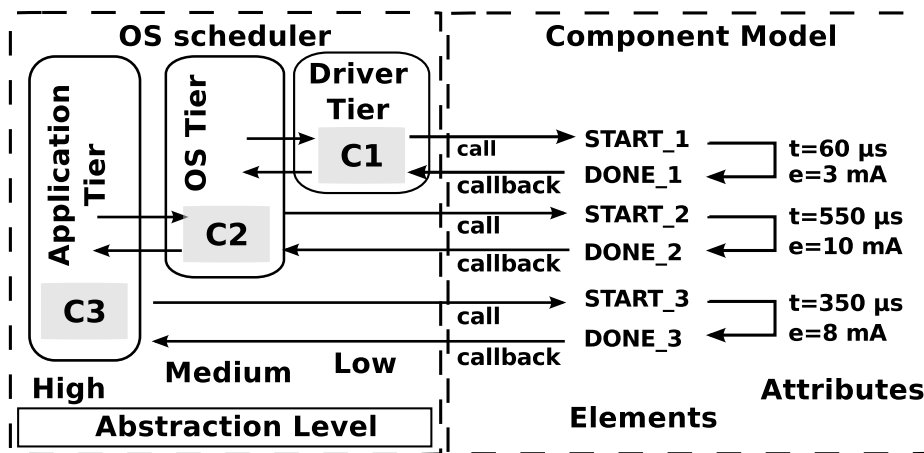 OS scheduler
Component Model
Application
Tier
OS Tier
Driver
Tier
C1
C2
C3
call
callback
call
callback
call
callback
START_1
DONE_1
START_2
DONE_2
START_3
DONE_3
t=60 µs
e=3 mA
t=550 µs
e=10 mA
t=350 µs
e=8 mA
High
Medium
Low
Abstraction Level
Elements
Attributes